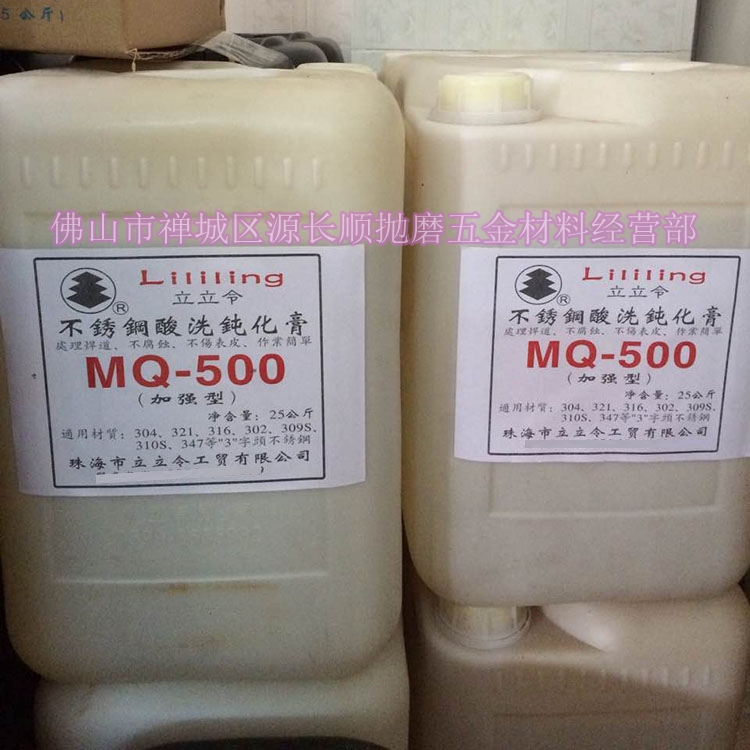 5公斤
佛山市禅城区源长顺抛磨五金材料经营部
Lililing
立立令
R
不銹鋼酸洗鈍化膏
處理焊道、不腐蝕、不傷表皮、作業簡單
MQ-500
(加强型)
净含量：25公斤
適用材質：304、321、316、302、309S、
310S、347等"3"字頭不銹鋼
珠海市立立令工貿有限公司
Lililing
立立令
R
不銹鋼酸洗鈍化膏
處理焊道、不腐蝕、不傷表皮、作業簡單
MQ-500
(加强型)
净含量：25公斤
適用材質：304、321、316、302、309S、
310S、347等"3"字頭不銹鋼
珠海市立立令工貿有限公司